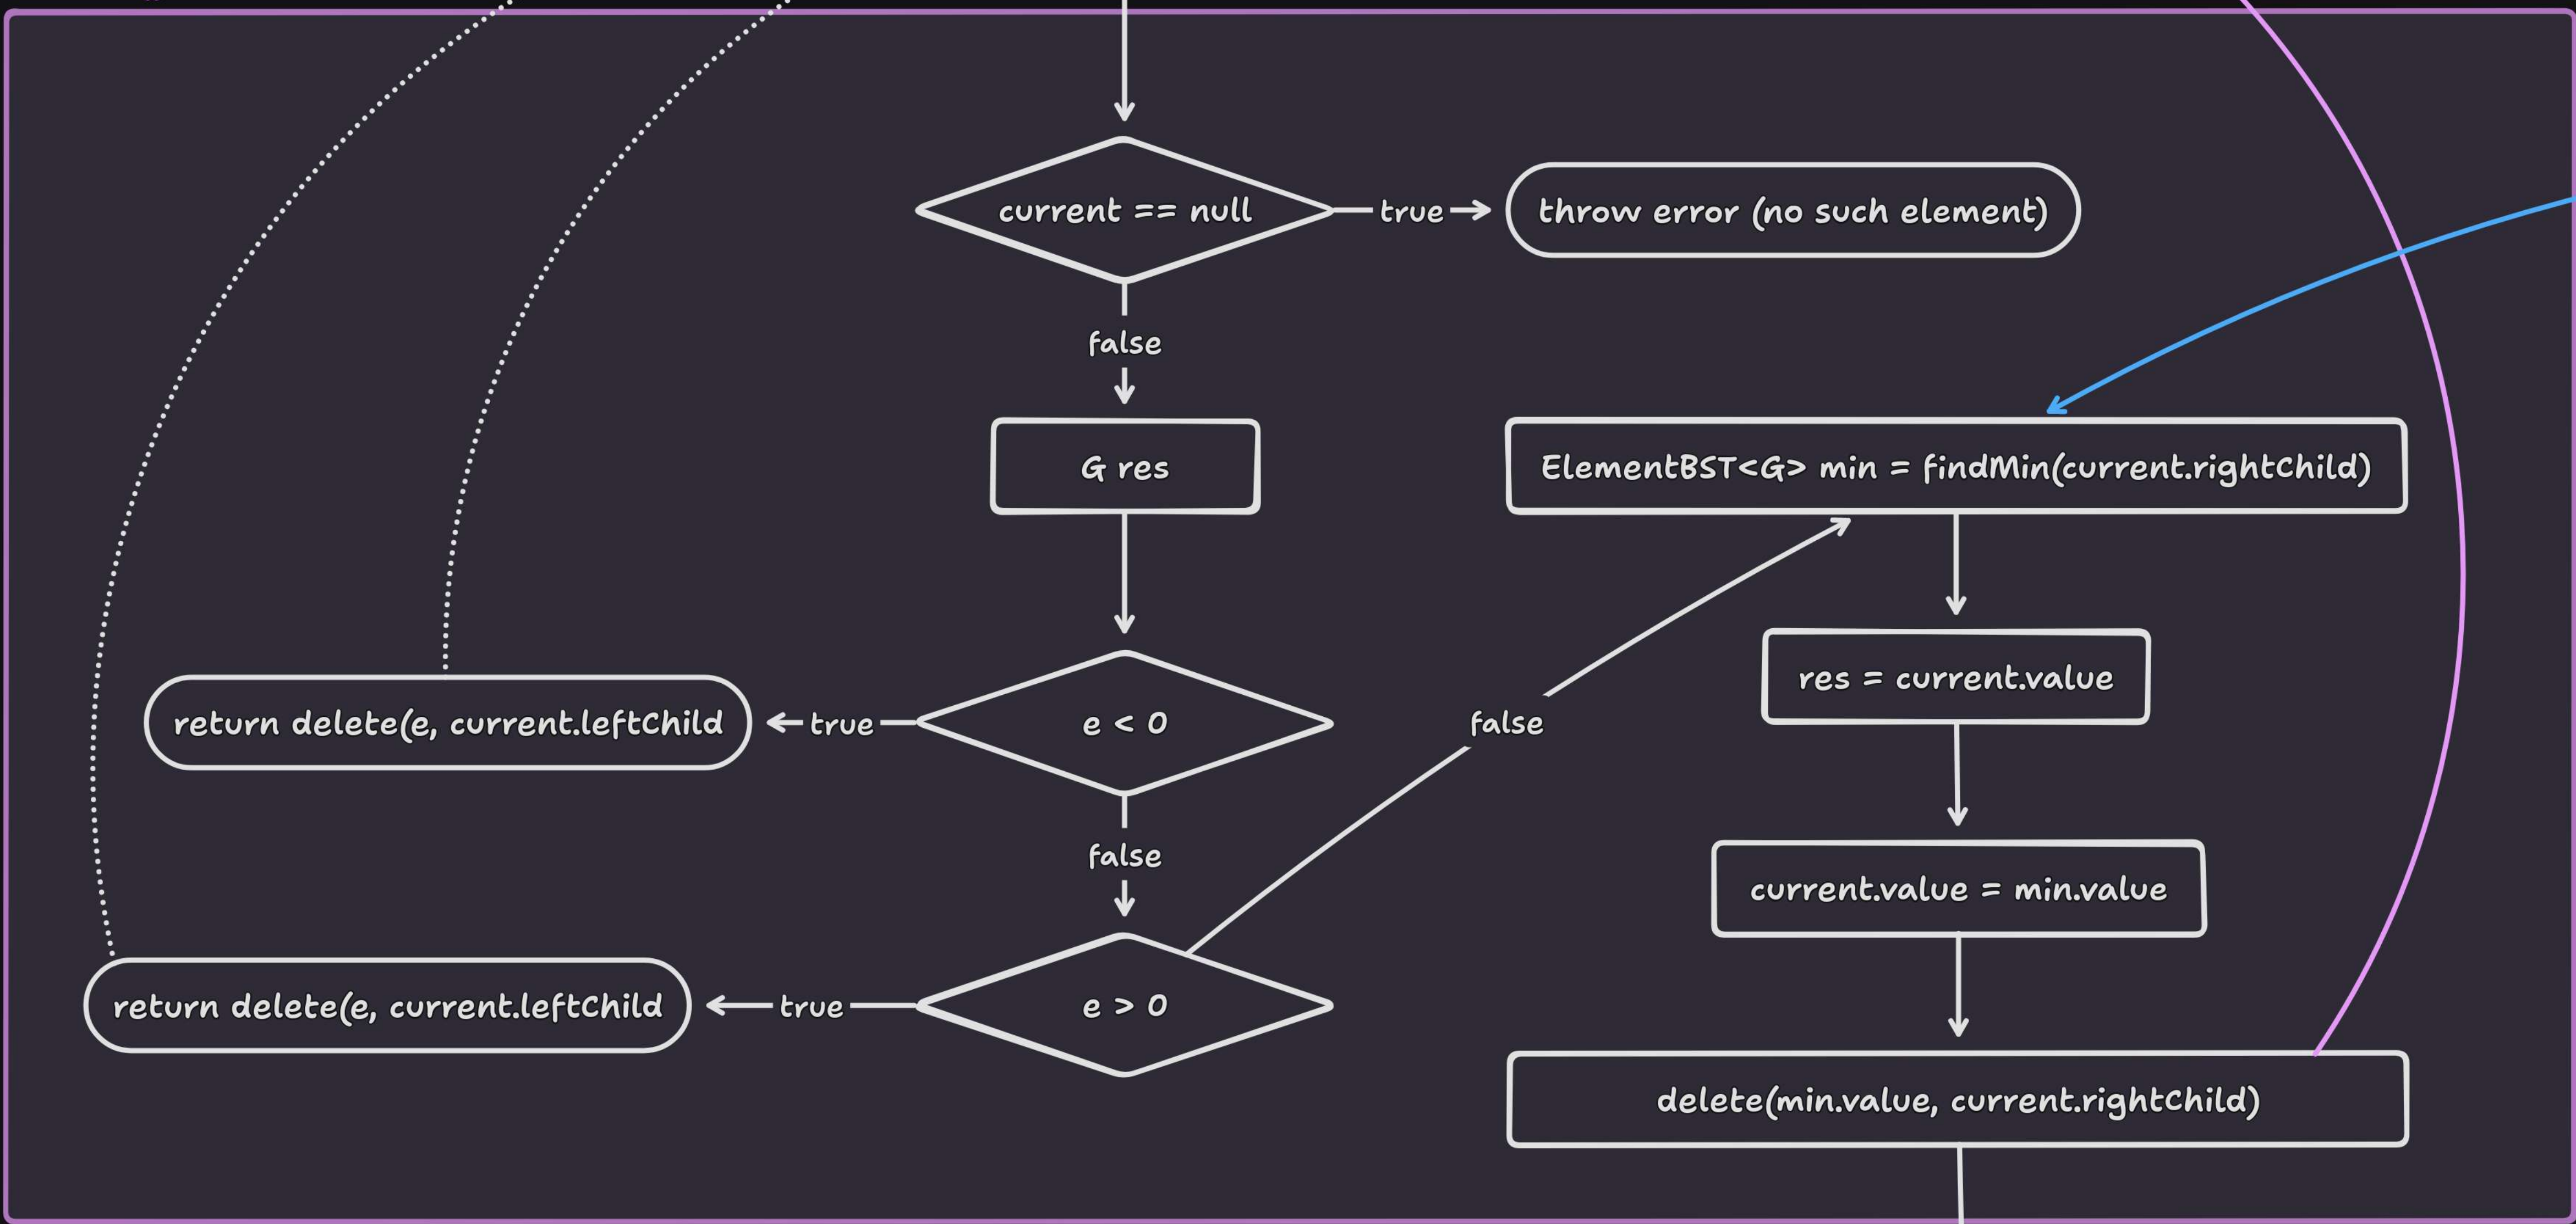 current == null
true
throw error (no such element)
false
G res
ElementBST<G> min = findMin(current.rightChild)
res = current.value
return delete(e, current.leftChild
true
e < 0
false
false
current.value = min.value
return delete(e, current.leftChild
true
e > 0
delete(min.value, current.rightChild)